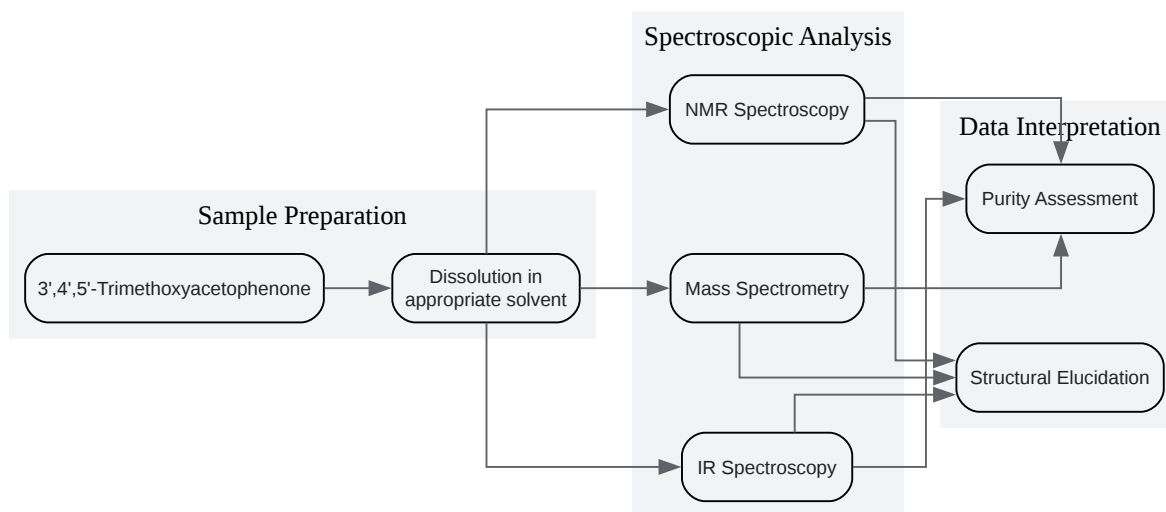 Spectroscopic Analysis
NMR Spectroscopy
Data Interpretation
Purity Assessment
Sample Preparation
3',4',5'-Trimethoxyacetophenone
Dissolution in
appropriate solvent
Mass Spectrometry
Structural Elucidation
IR Spectroscopy